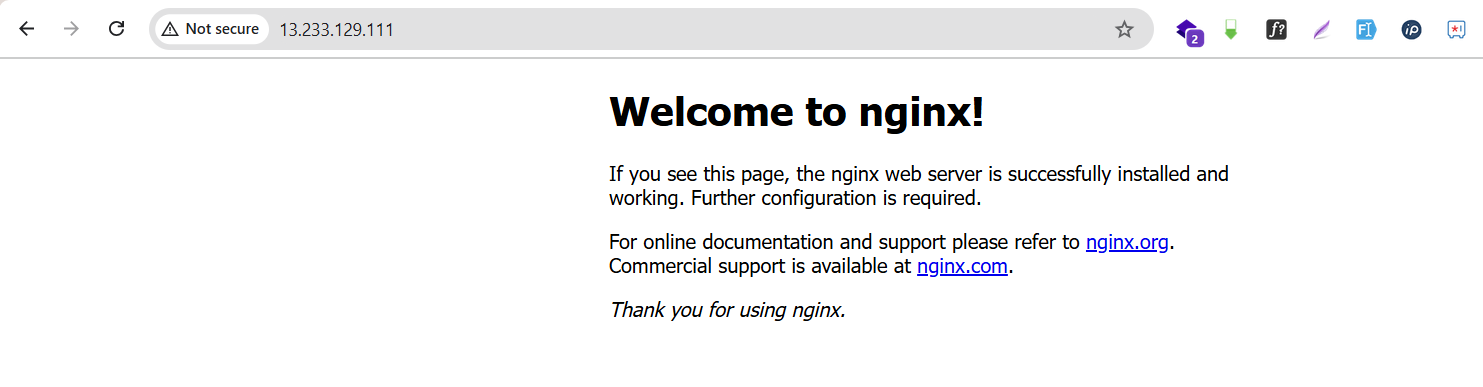 Not secure 13.233.129.111
2
f?
F
ip
*!
Welcome to nginx!
If you see this page, the nginx web server is successfully installed and
working. Further configuration is required.
For online documentation and support please refer to nginx.org.
Commercial support is available at nginx.com.
Thank you for using nginx.